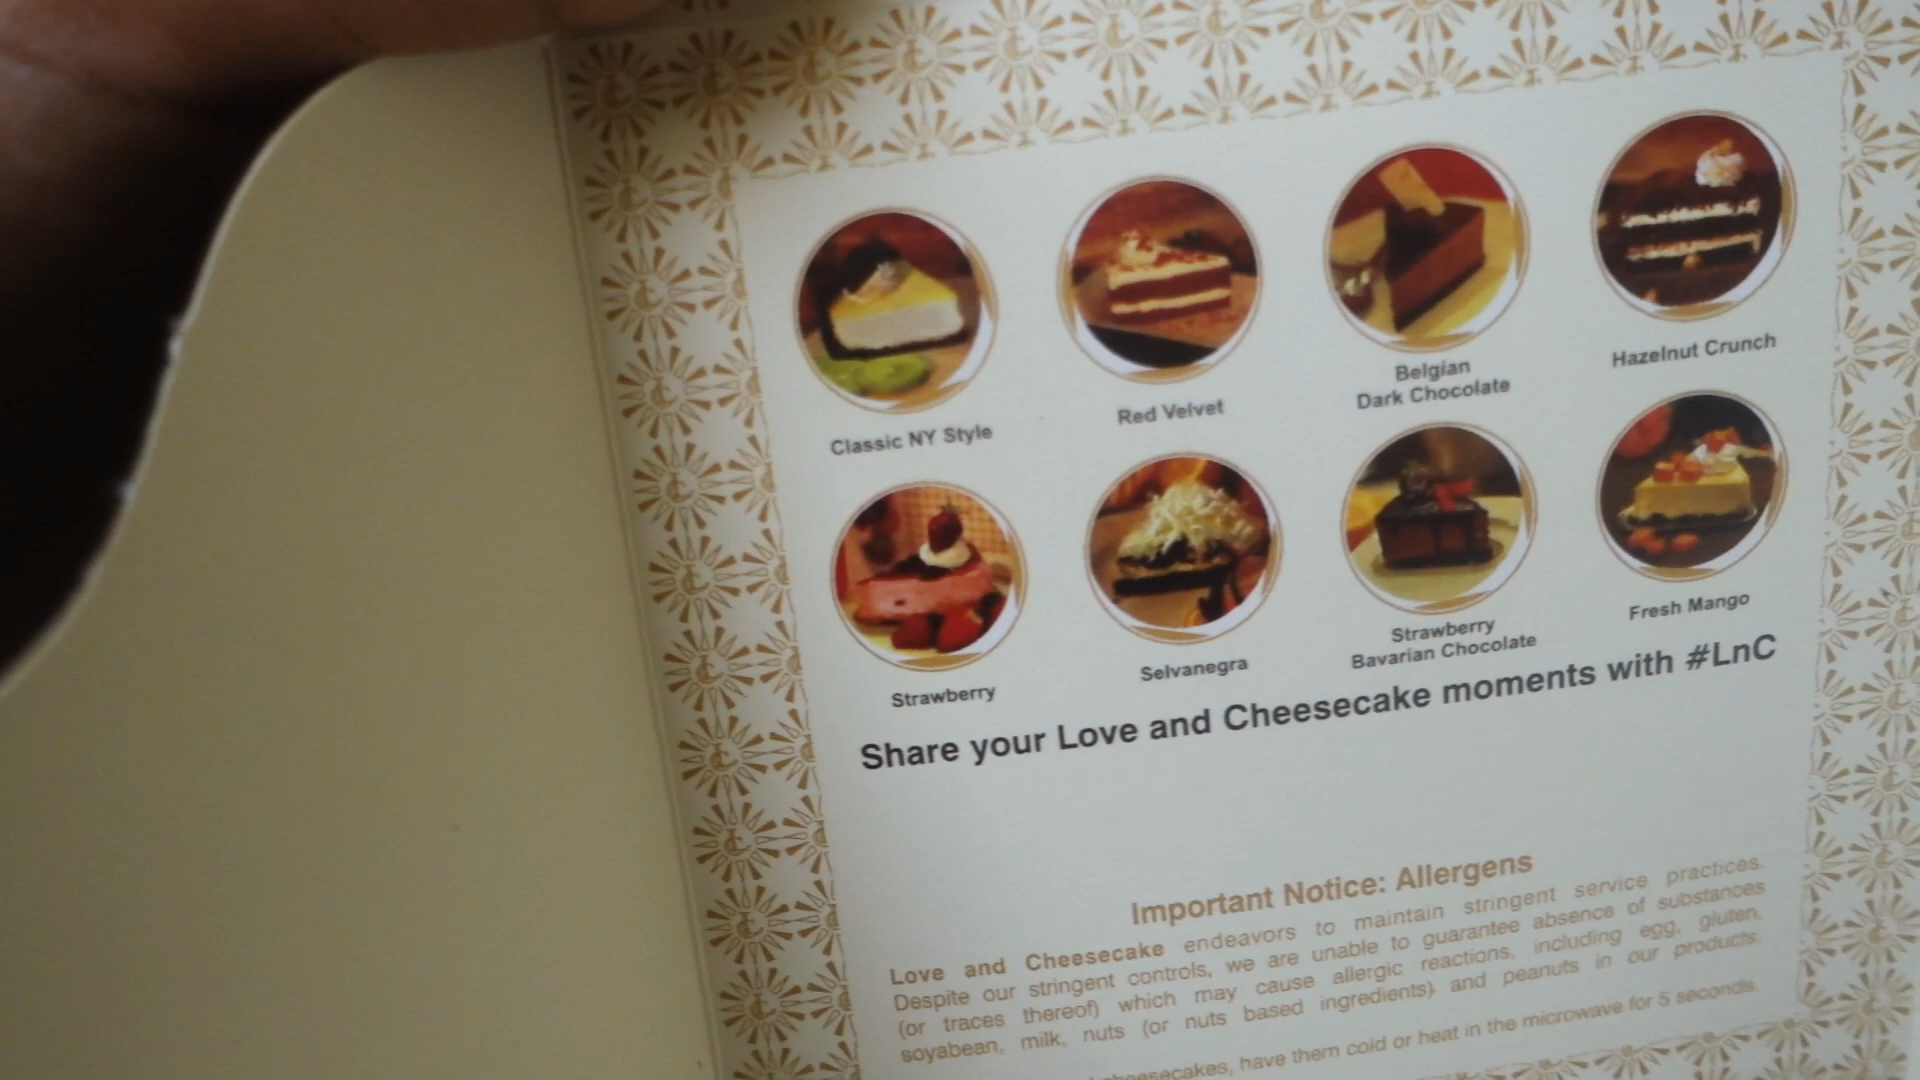 Classic NY Style
Red Velvet
Belgian
Dark Chocolate
Hazelnut Crunch
Strawberry
Selvanegra
Strawberry
Bavarian Chocolate
Fresh Mango
Share your Love and Cheesecake moments with #LnC
Important Notice: Allergens
Love and Cheesecake endeavors to maintain stringent service practices.
Despite our stringent controls, we are unable to guarantee absence of substances
(or traces thereof) which may cause allergic reactions, including egg, gluten,
soyabean, milk, nuts (or nuts based ingredients) and peanuts in our products.
cheesecakes, have them cold or heat in the microwave for 5 seconds.